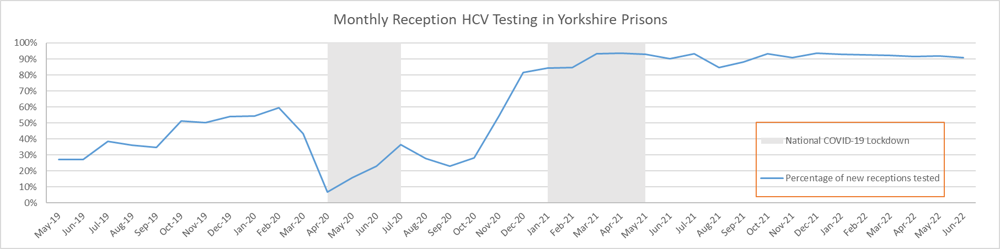 Monthly Reception HCV Testing in Yorkshire Prisons
100%
90%
80%
70%
60%
50%
40%
30%
20%
10%
0%
National COVID-19 Lockdown
Percentage of new receptions tested
May-19
Jun-19
Jul-19
Aug-19
Sep-19
Oct-19
Nov-19
Dec-19
Jan-20
Feb-20
Mar-20
Apr-20
May-20
Jun-20
Jul-20
Aug-20
Sep-20
Oct-20
Nov-20
Dec-20
Jan-21
Feb-21
Mar-21
Apr-21
May-21
Jun-21
Jul-21
Aug-21
Sep-21
Oct-21
Nov-21
Dec-21
Jan-22
Feb-22
Mar-22
Apr-22
May-22
Jun-22